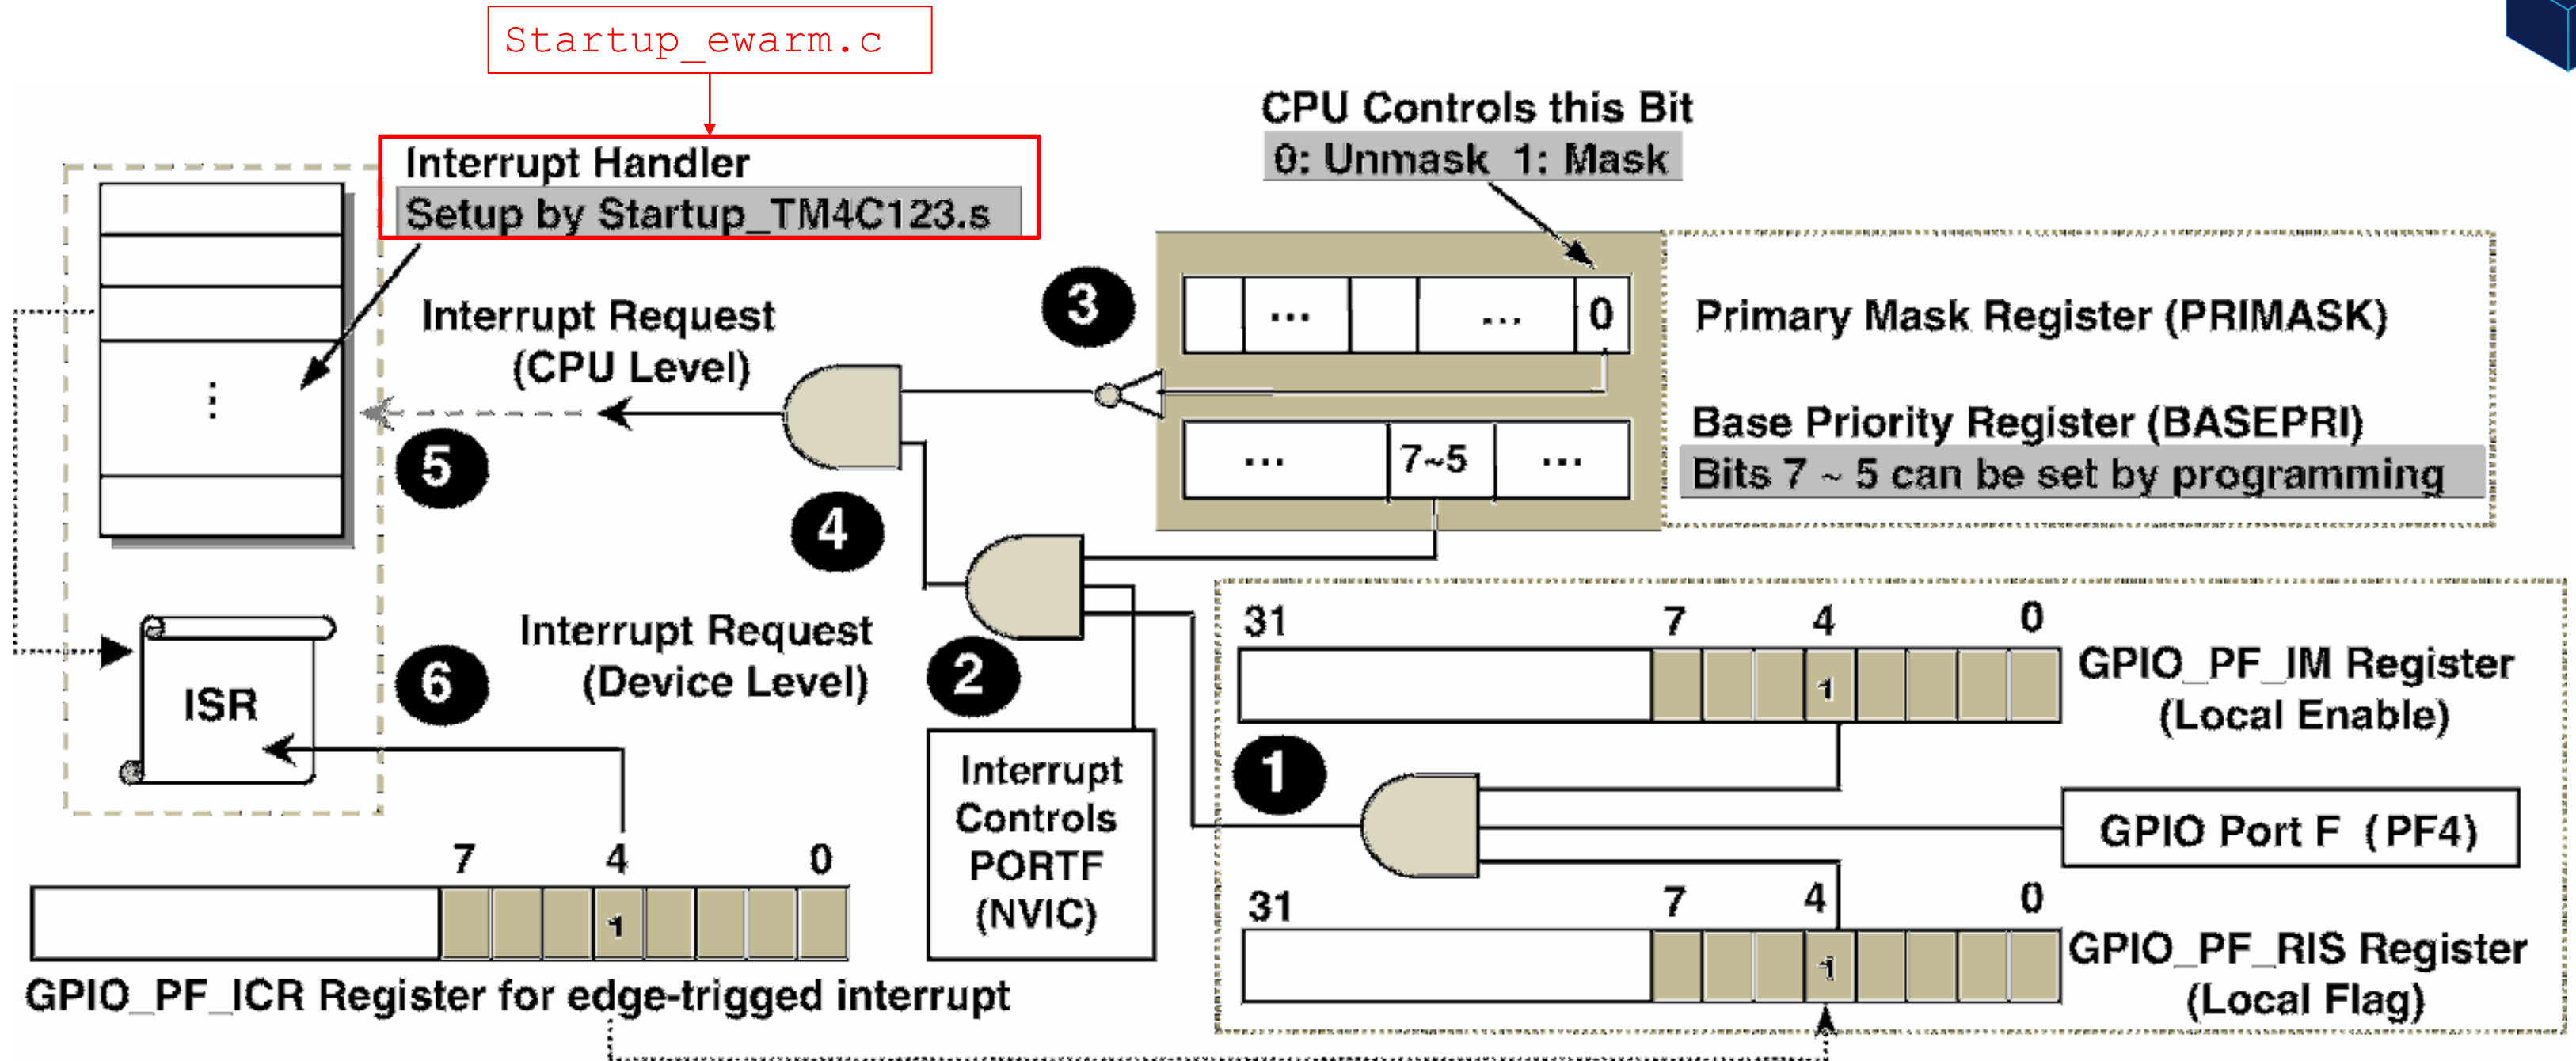 Startup_ewarm.c
CPU Controls this Bit
0: Unmask 1: Mask
Interrupt Handler
Setup by Startup_TM4C123.s
3
... ... 0
Primary Mask Register (PRIMASK)
Interrupt Request
(CPU Level)
Base Priority Register (BASEPRI)
Bits 7 ~ 5 can be set by programming
... 7~5 ...
⋮
5
4
Interrupt Request
(Device Level)
2
31 7 4 0
1
GPIO_PF_IM Register
(Local Enable)
ISR
6
Interrupt
Controls
PORTF
(NVIC)
1
GPIO Port F (PF4)
7 4 0
1
GPIO_PF_ICR Register for edge-trigged interrupt
31 7 4 0
1
GPIO_PF_RIS Register
(Local Flag)